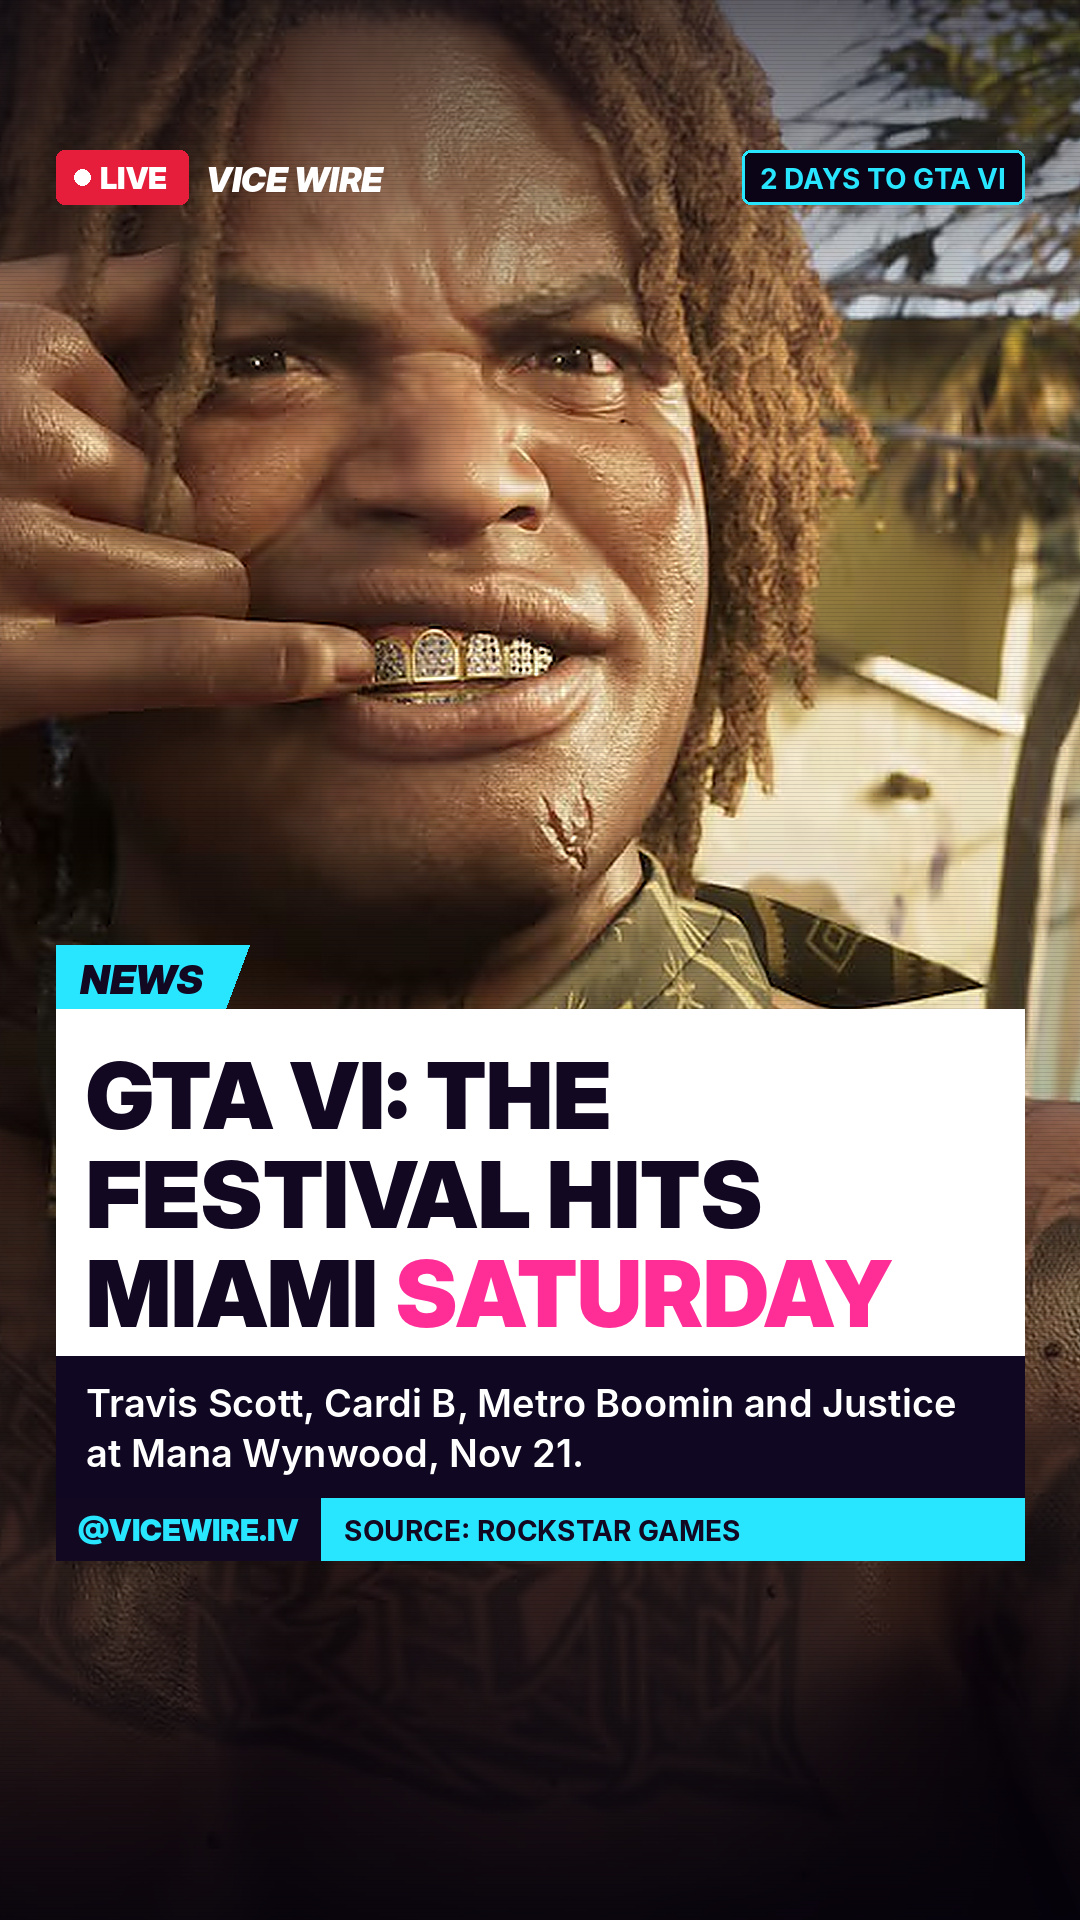 LIVE VICE WIRE 2 DAYS TO GTA VI
NEWS
GTA VI: THE
FESTIVAL HITS
MIAMI SATURDAY
Travis Scott, Cardi B, Metro Boomin and Justice
at Mana Wynwood, Nov 21.
@VICEWIRE.IV SOURCE: ROCKSTAR GAMES